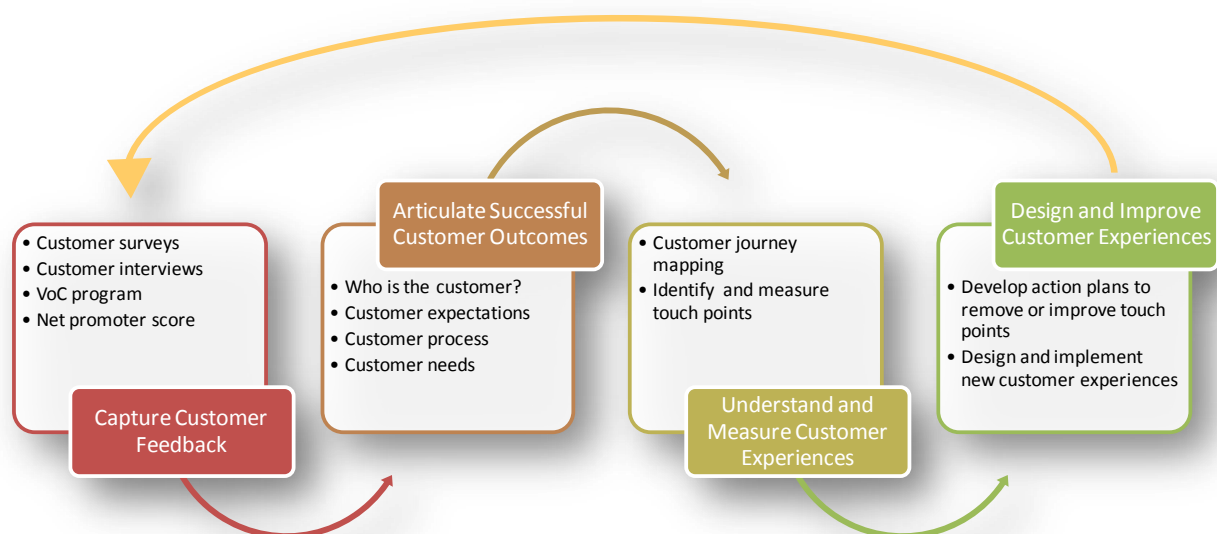 • Customer surveys
• Customer interviews
• VoC program
• Net promoter score
Capture Customer
Feedback
Articulate Successful
Customer Outcomes
• Who is the customer?
• Customer expectations
• Customer process
• Customer needs
• Customer journey
mapping
• Identify and measure
touch points
Understand and
Measure Customer
Experiences
Design and Improve
Customer Experiences
• Develop action plans to
remove or improve touch
points
• Design and implement
new customer experiences